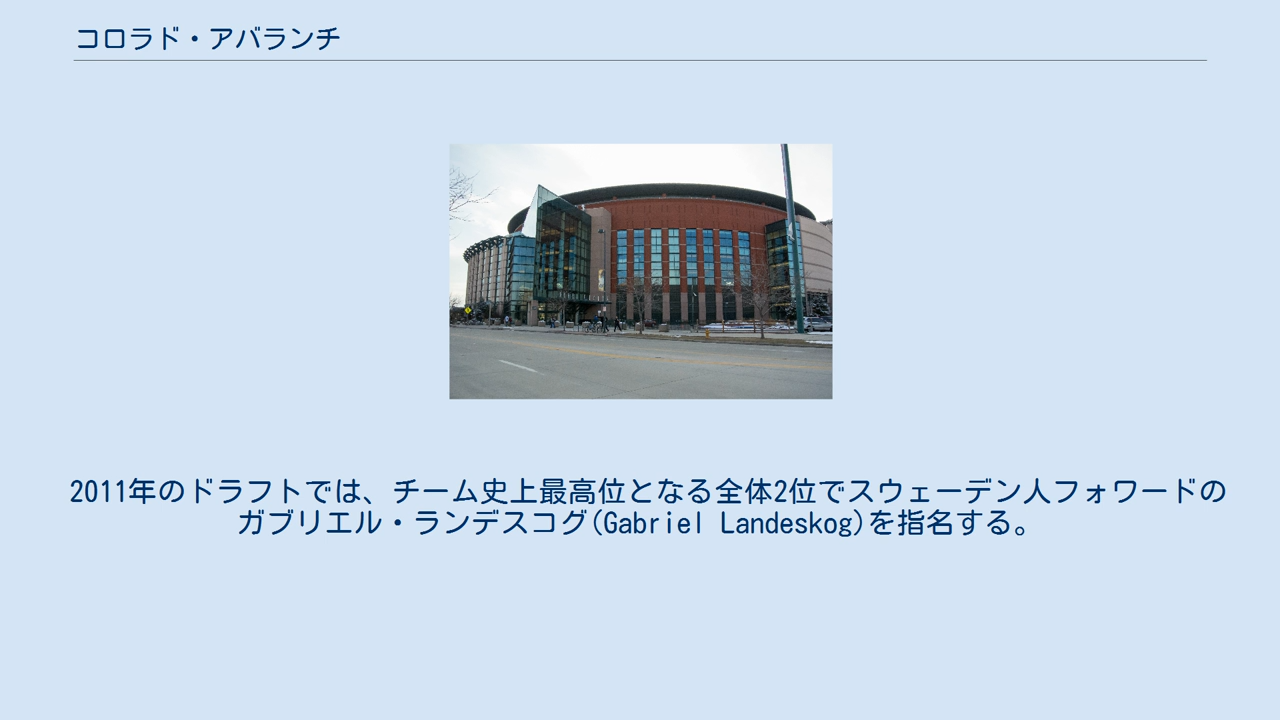 コロラド・アバランチ
2011年のドラフトでは、チーム史上最高位となる全体2位でスウェーデン人フォワードの
ガブリエル・ランデスコグ(Gabriel Landeskog)を指名する。